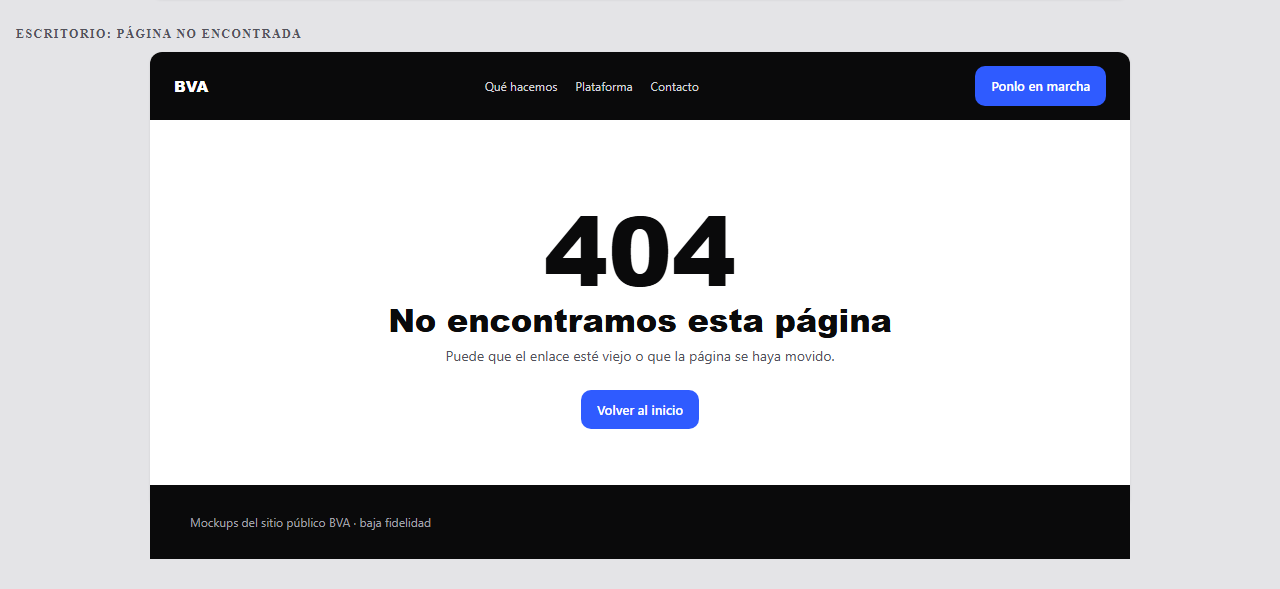 ESCRITORIO: PÁGINA NO ENCONTRADA
BVA
Qué hacemos
Plataforma
Contacto
Ponlo en marcha
404
No encontramos esta página
Puede que el enlace esté viejo o que la página se haya movido.
Volver al inicio
Mockups del sitio público BVA · baja fidelidad